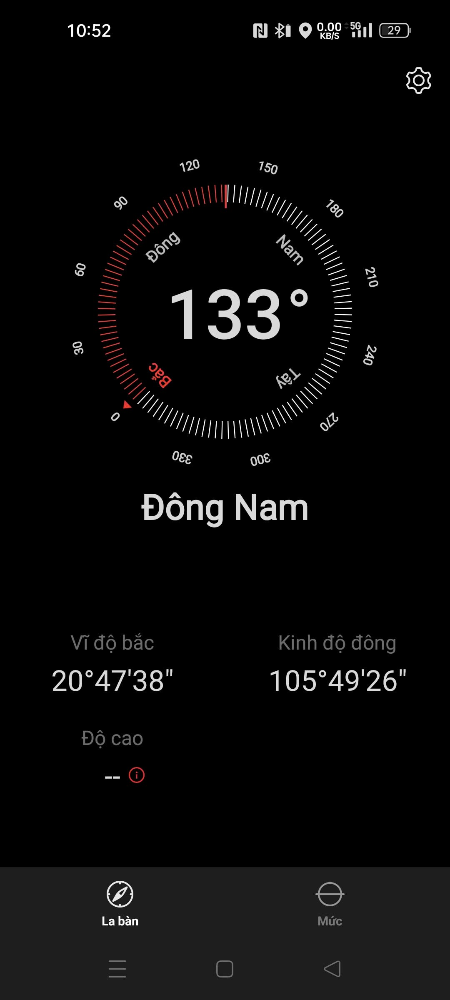 10:52
0.00 KB/S 5G 29
120 150
90 180
60 210
30 240
0 270
330 300
Đông Nam
133°
Bắc Tây
Đông Nam
Vĩ độ bắc Kinh độ đông
20°47'38" 105°49'26"
Độ cao
--
La bàn Mức